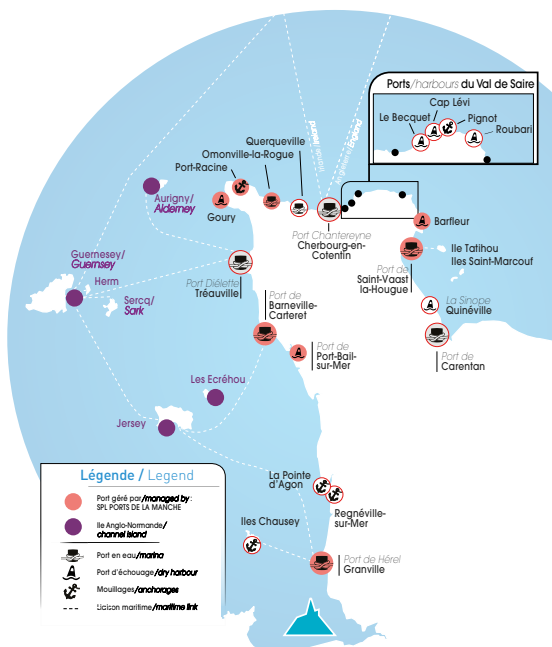 Ports/harbours du Val de Saire
Cap Lévi
Le Becquet
Pignot
Roubari
Querqueville
Omonville-la-Rogue
Port-Racine
Aurigny/
Alderney
Goury
Port Chantereyne
Cherbourg-en-
Cotentin
Barfleur
Ile Tatihou
Iles Saint-Marcouf
Port de
Saint-Vaast
la-Hougue
Guernesey/
Guernsey
Herm
Sercq/
Sark
Port Diélette
Tréauville
Port de
Barneville-
Carteret
La Sinope
Quinéville
Port de
Carentan
Port de
Port-Bail-
sur-Mer
Les Ecréhou
Jersey
La Pointe
d'Agon
Regnéville-
sur-Mer
Iles Chausey
Port de Hérel
Granville
Légende / Legend
Port géré par/managed by :
SPL PORTS DE LA MANCHE
Ile Anglo-Normande/
channel island
Port en eau/marina
Port d'échouage/dry harbour
Mouillages/anchorages
Liaison maritime/maritime link